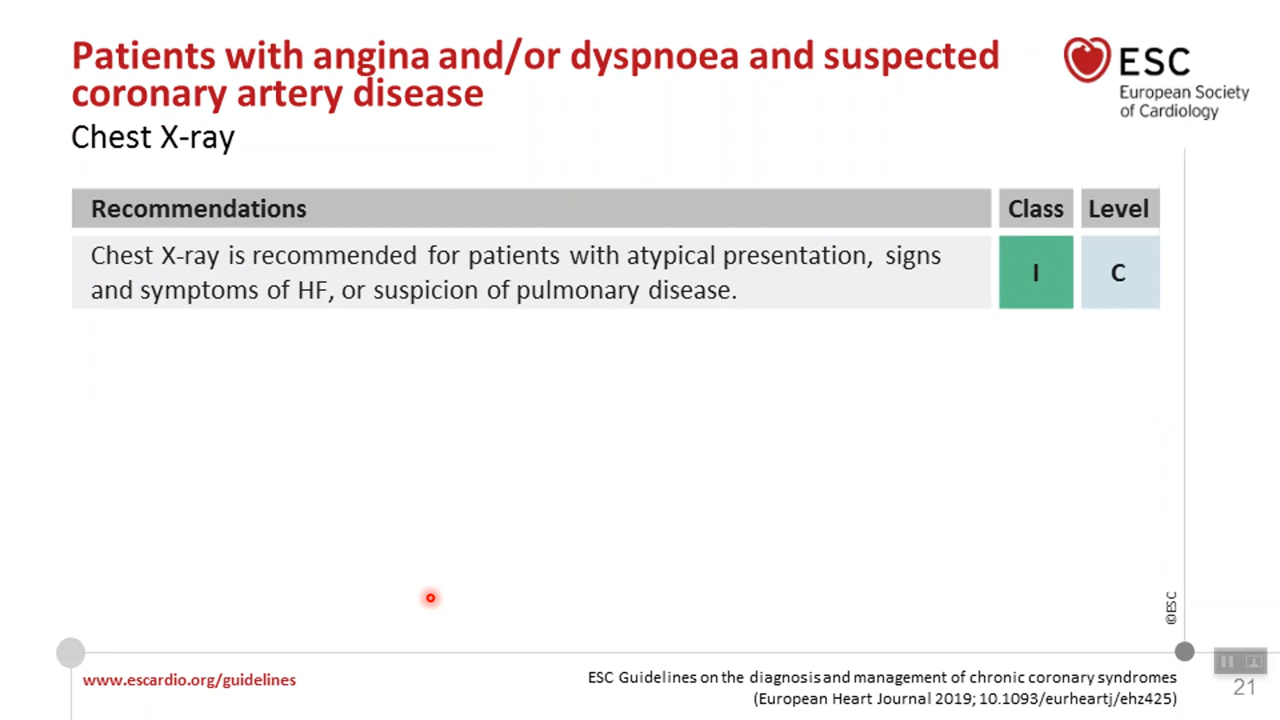 Patients with angina and/or dyspnoea and suspected
coronary artery disease
Chest X-ray
ESC
European Society
of Cardiology
Recommendations Class Level
Chest X-ray is recommended for patients with atypical presentation, signs
and symptoms of HF, or suspicion of pulmonary disease.
I C
©ESC
www.escardio.org/guidelines
ESC Guidelines on the diagnosis and management of chronic coronary syndromes
(European Heart Journal 2019; 10.1093/eurheartj/ehz425)
21